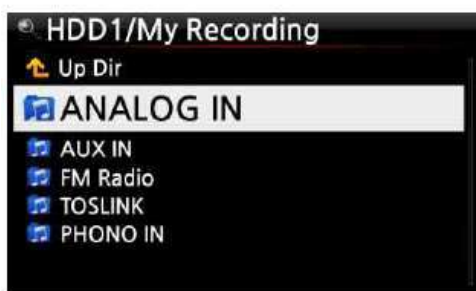 HDD1/My Recording
Up Dir
ANALOG IN
AUX IN
FM Radio
TOSLINK
PHONO IN